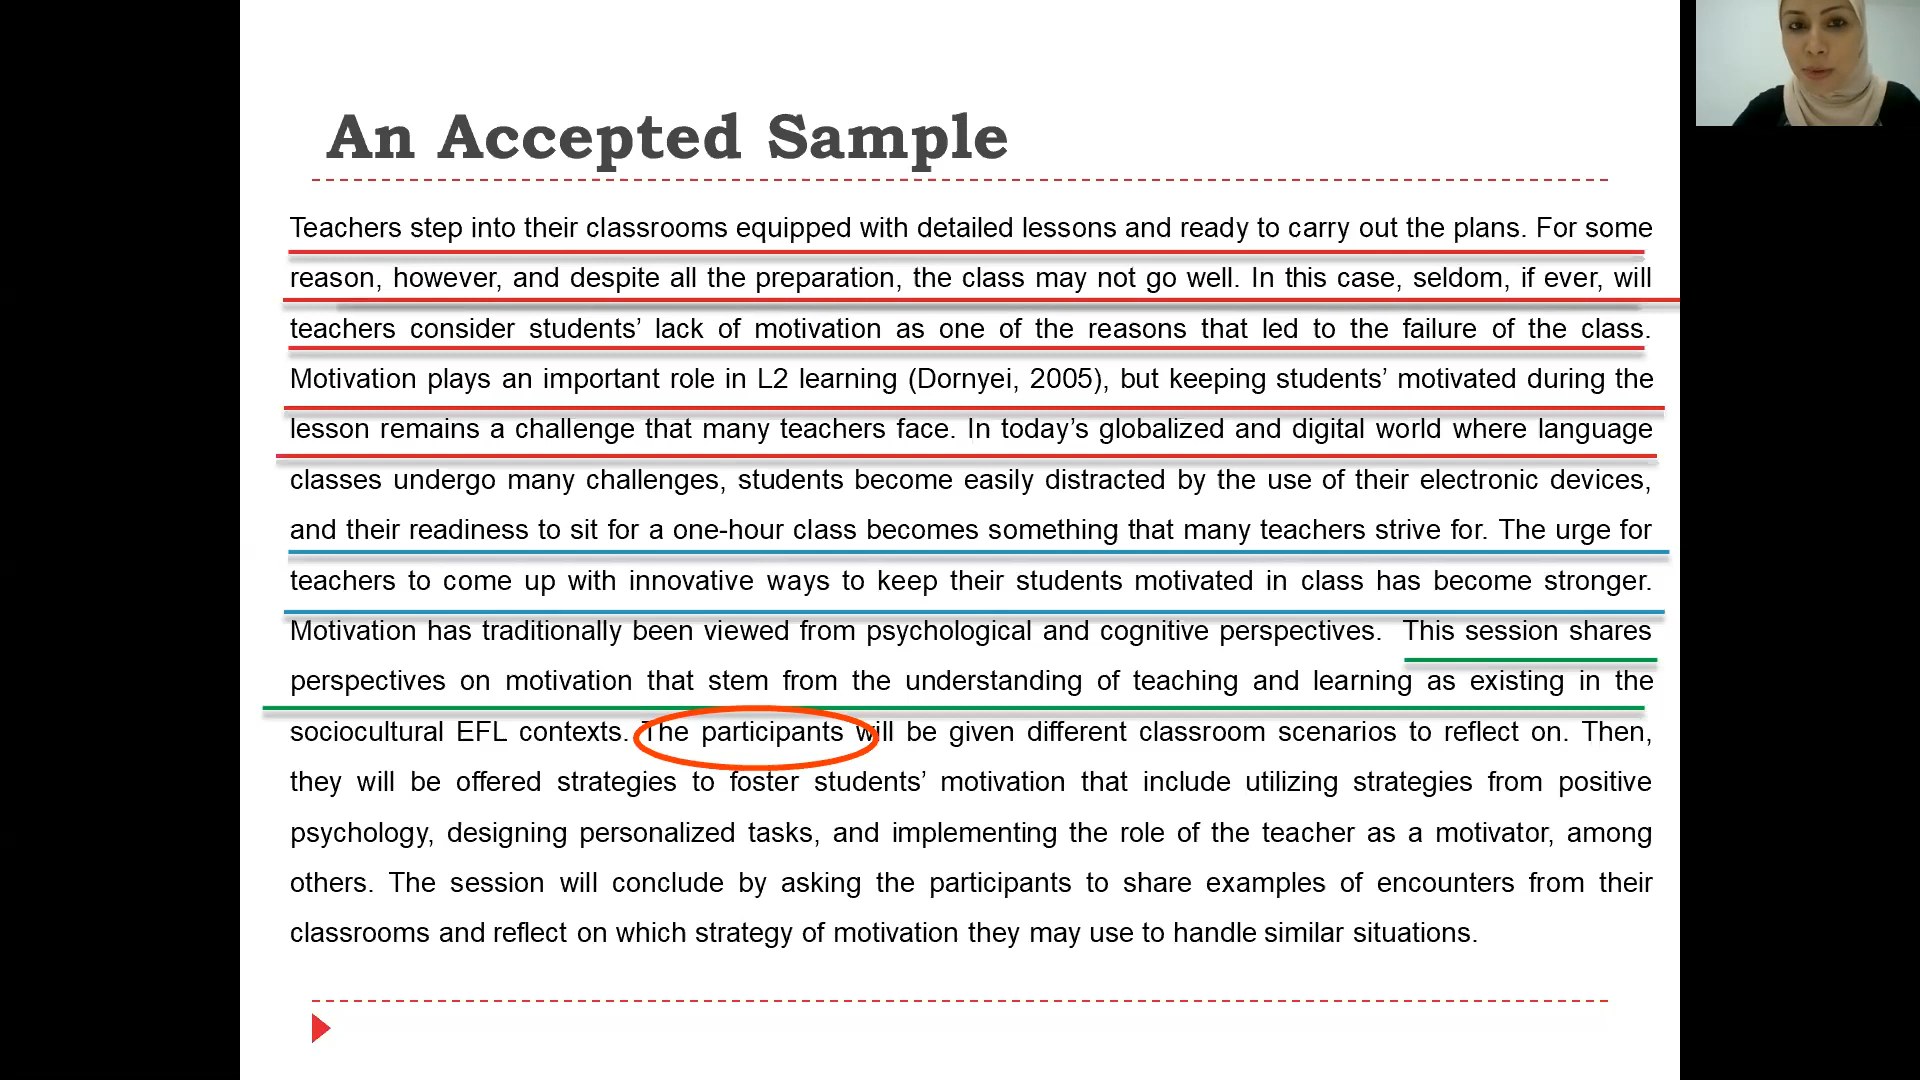 An Accepted Sample
Teachers step into their classrooms equipped with detailed lessons and ready to carry out the plans. For some
reason, however, and despite all the preparation, the class may not go well. In this case, seldom, if ever, will
teachers consider students’ lack of motivation as one of the reasons that led to the failure of the class.
Motivation plays an important role in L2 learning (Dornyei, 2005), but keeping students’ motivated during the
lesson remains a challenge that many teachers face. In today’s globalized and digital world where language
classes undergo many challenges, students become easily distracted by the use of their electronic devices,
and their readiness to sit for a one-hour class becomes something that many teachers strive for. The urge for
teachers to come up with innovative ways to keep their students motivated in class has become stronger.
Motivation has traditionally been viewed from psychological and cognitive perspectives. This session shares
perspectives on motivation that stem from the understanding of teaching and learning as existing in the
sociocultural EFL contexts. The participants will be given different classroom scenarios to reflect on. Then,
they will be offered strategies to foster students’ motivation that include utilizing strategies from positive
psychology, designing personalized tasks, and implementing the role of the teacher as a motivator, among
others. The session will conclude by asking the participants to share examples of encounters from their
classrooms and reflect on which strategy of motivation they may use to handle similar situations.